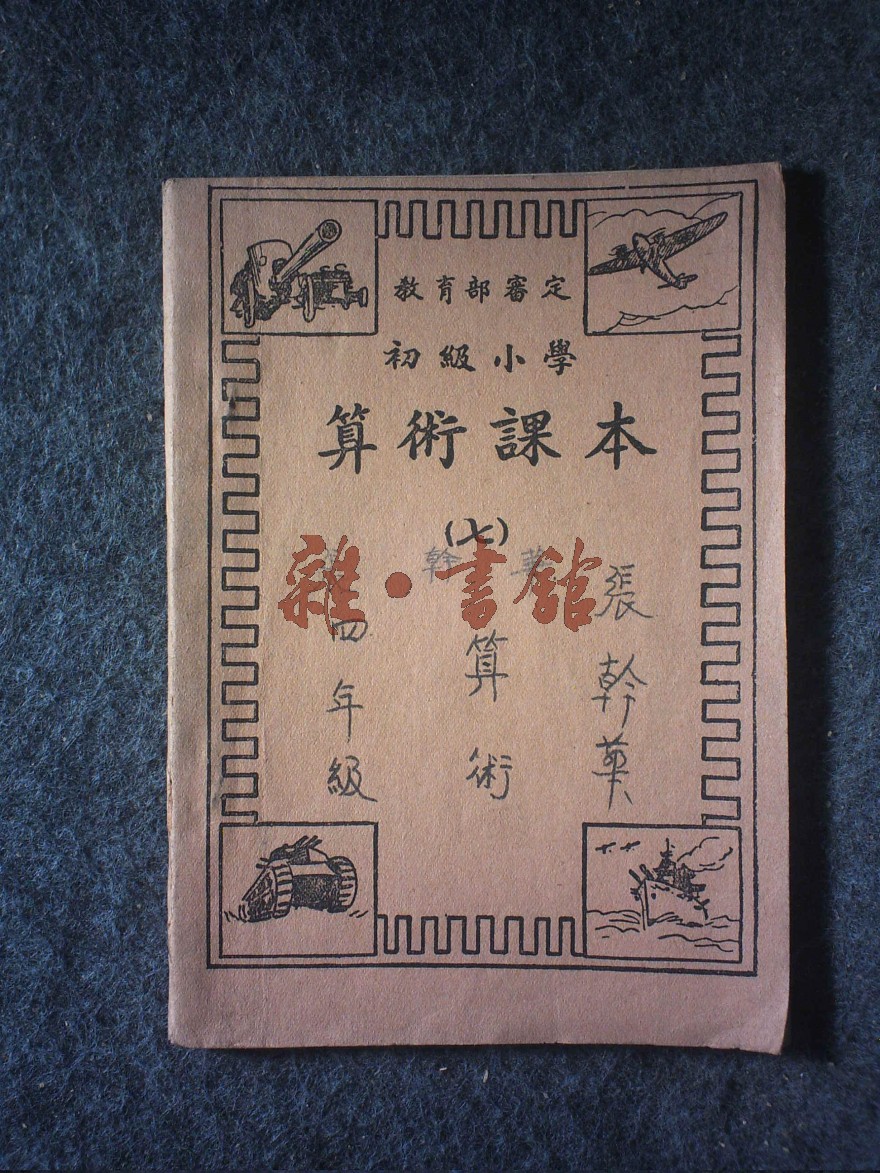 教育部審定
初級小學
算術課本
(七)
雜·書館
幹
張幹華
算術
四年級